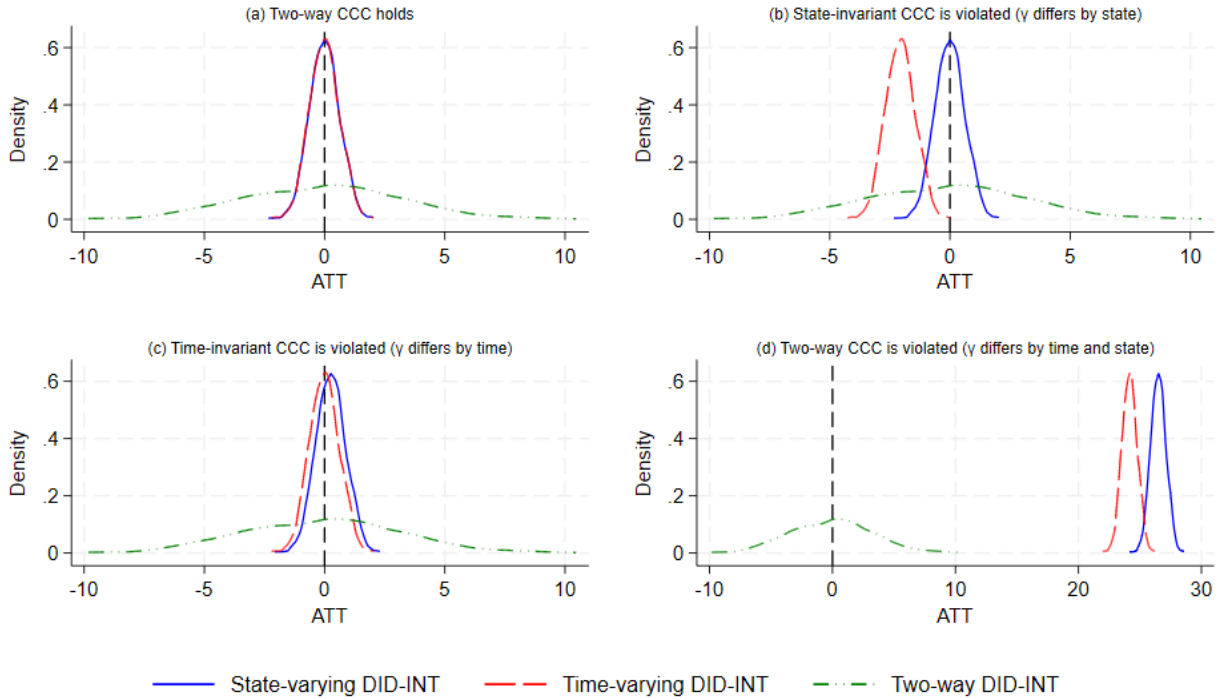 (a) Two-way CCC holds
.6
.4
.2
0
Density
-10 -5 0 5 10
ATT
(b) State-invariant CCC is violated (γ differs by state)
.6
.4
.2
0
Density
-10 -5 0 5 10
ATT
(c) Time-invariant CCC is violated (γ differs by time)
.6
.4
.2
0
Density
-10 -5 0 5 10
ATT
(d) Two-way CCC is violated (γ differs by time and state)
.6
.4
.2
0
Density
-10 0 10 20 30
ATT
State-varying DID-INT Time-varying DID-INT Two-way DID-INT